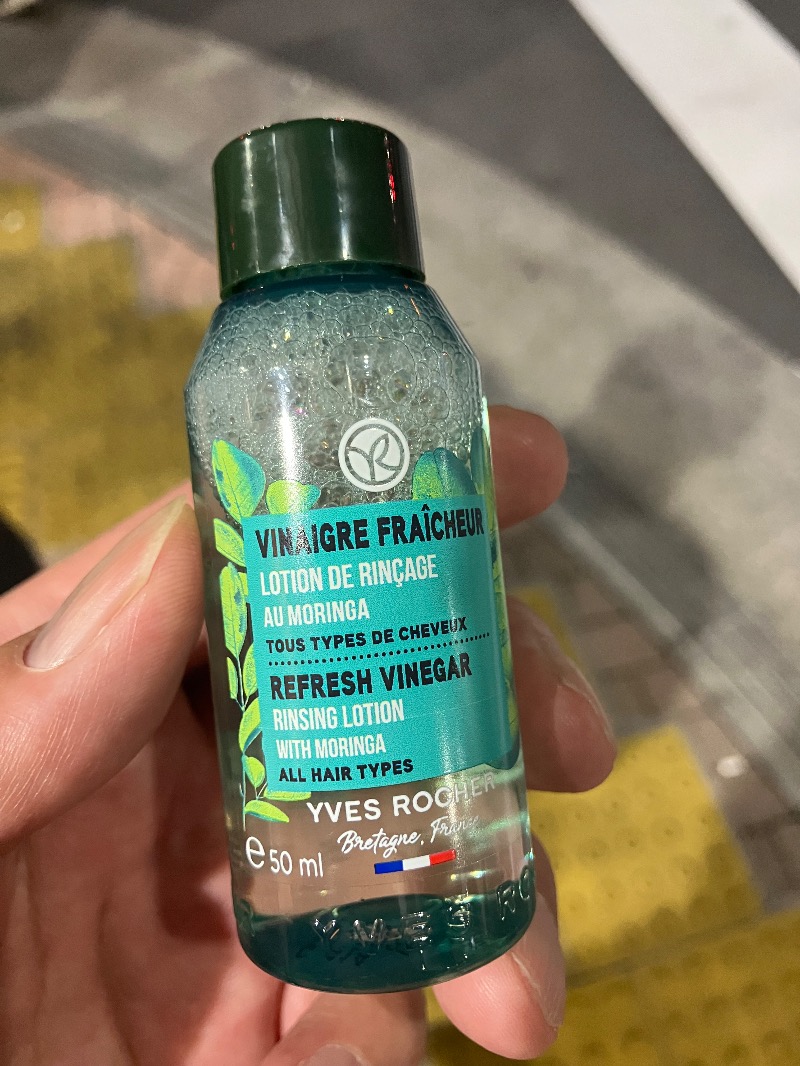 VINAIGRE FRAÎCHEUR
LOTION DE RINÇAGE
AU MORINGA
TOUS TYPES DE CHEVEUX
REFRESH VINEGAR
RINSING LOTION
WITH MORINGA
ALL HAIR TYPES
YVES ROCHER
Bretagne, France
e 50 ml